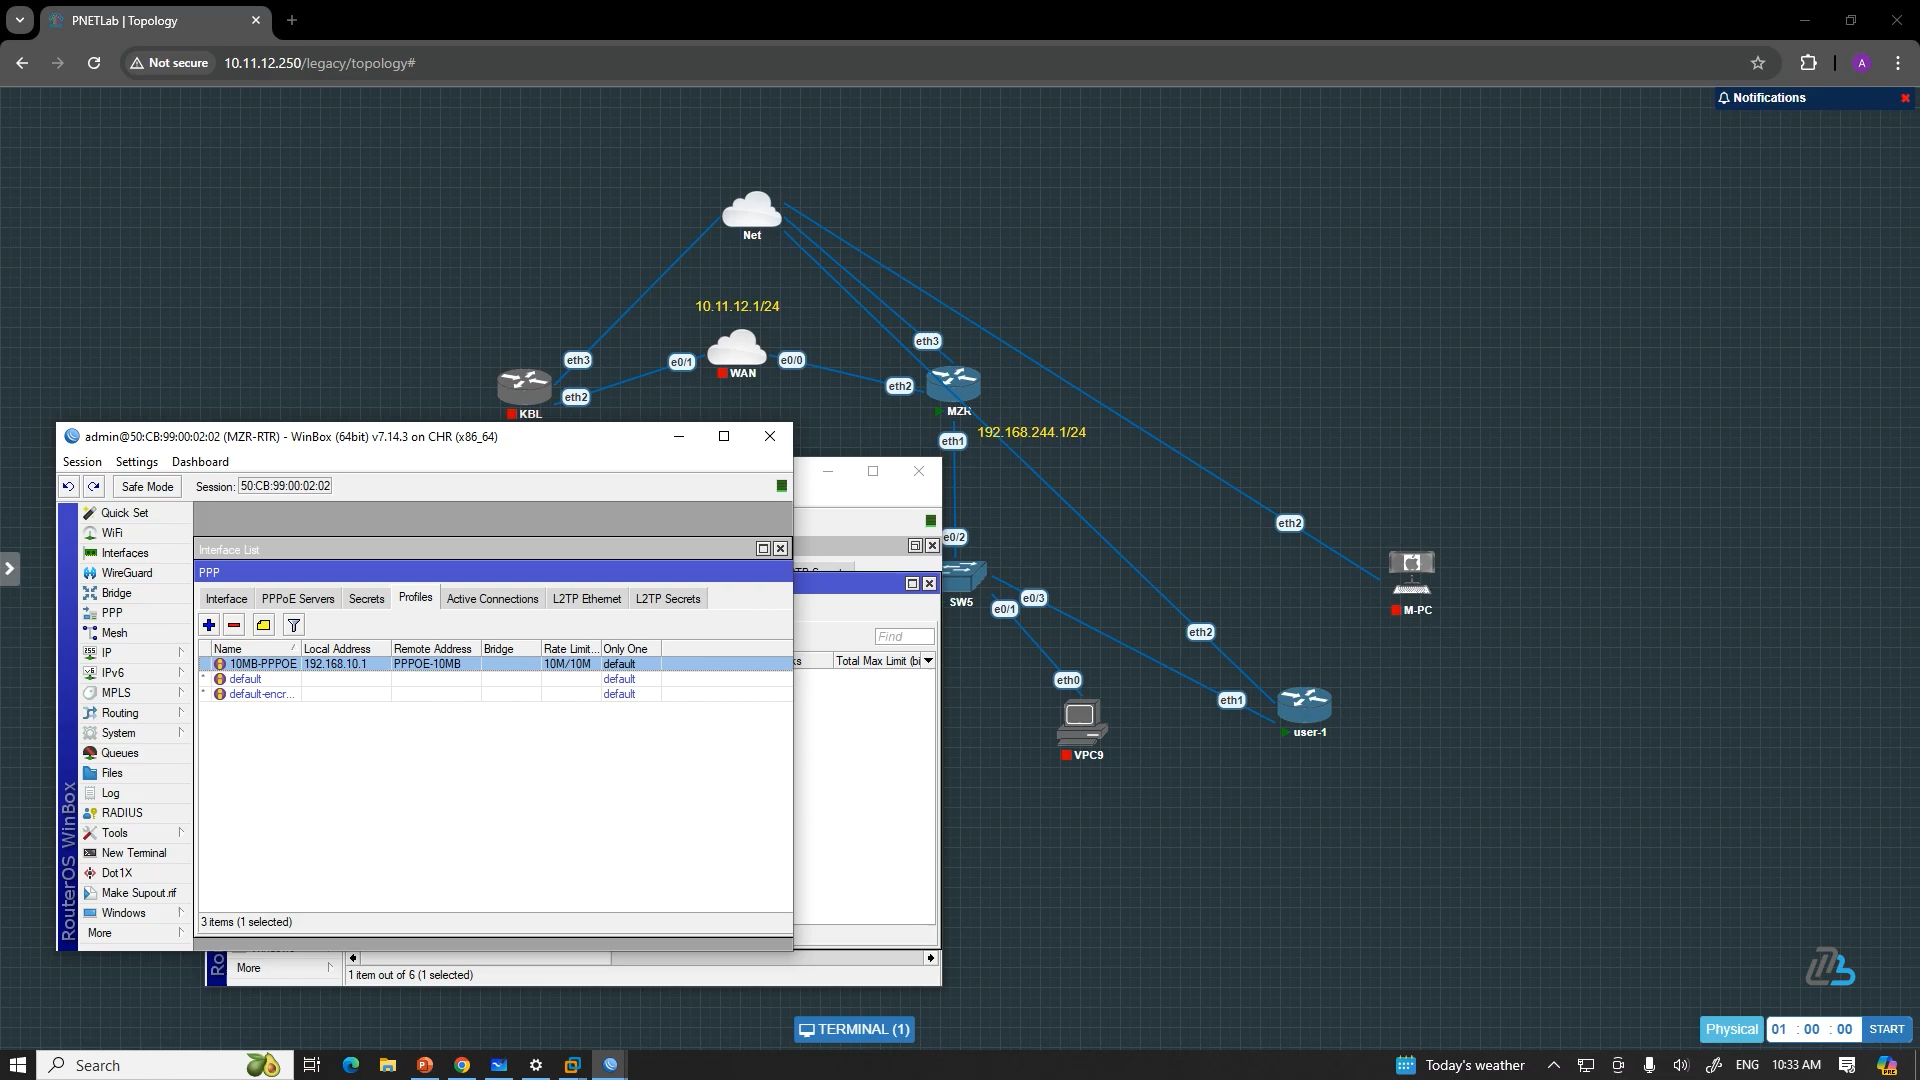 PNETLab | Topology
Not secure
10.11.12.250/legacy/topology#
A
Notifications
Net
10.11.12.1/24
eth3
eth3
e0/1
e0/0
WAN
eth2
eth2
KBL
MZR
192.168.244.1/24
eth1
admin@50:CB:99:00:02:02 (MZR-RTR) - WinBox (64bit) v7.14.3 on CHR (x86_64)
Session Settings Dashboard
Safe Mode Session: 50:CB:99:00:02:02
Quick Set
WiFi
Interfaces
WireGuard
Bridge
PPP
Mesh
IP
IPv6
MPLS
Routing
System
Queues
Files
Log
RADIUS
Tools
New Terminal
Dot1X
Make Supout.rif
Windows
More
RouterOS WinBox
Interface List
PPP
Interface PPPoE Servers Secrets Profiles Active Connections L2TP Ethernet L2TP Secrets
Name Local Address Remote Address Bridge Rate Limit... Only One
10MB-PPPOE 192.168.10.1 PPPOE-10MB 10M/10M default
* default default
* default-encr... default
3 items (1 selected)
Find
ks Total Max Limit (bi
Ro
More
1 item out of 6 (1 selected)
e0/2
SW5
e0/3
e0/1
eth2
M-PC
eth2
eth0
eth1
VPC9
user-1
TERMINAL (1)
Physical 01 : 00 : 00 START
Search
Today's weather
ENG
10:33 AM
PRE